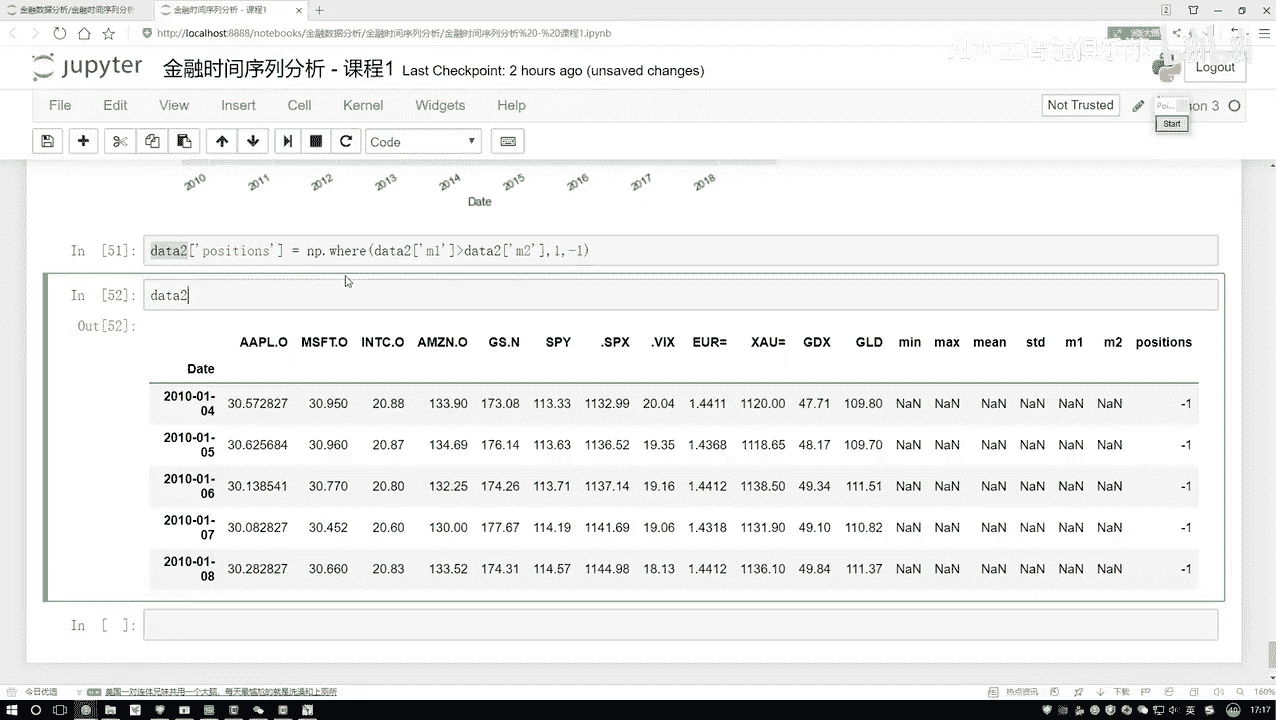 金融数据分析/金融时间序列分析
金融时间序列分析 - 课程1
2
http://localhost:8888/notebooks/金融数据分析/金融时间序列分析/金融时间序列分析%20-%20课程1.ipynb
jupyter 金融时间序列分析 - 课程1 Last Checkpoint: 2 hours ago (unsaved changes)
Logout
File Edit View Insert Cell Kernel Widgets Help
Not Trusted
Start
Code
2010 2011 2012 2013 2014 2015 2016 2017 2018
Date
In [51]: data2['positions'] = np.where(data2['m1']>data2['m2'],1,-1)
In [52]: data2
Out[52]:
AAPL.O MSFT.O INTC.O AMZN.O GS.N SPY .SPX .VIX EUR= XAU= GDX GLD min max mean std m1 m2 positions
Date
2010-01-04 30.572827 30.950 20.88 133.90 173.08 113.33 1132.99 20.04 1.4411 1120.00 47.71 109.80 NaN NaN NaN NaN NaN NaN -1
2010-01-05 30.625684 30.960 20.87 134.69 176.14 113.63 1136.52 19.35 1.4368 1118.65 48.17 109.70 NaN NaN NaN NaN NaN NaN -1
2010-01-06 30.138541 30.770 20.80 132.25 174.26 113.71 1137.14 19.16 1.4412 1138.50 49.34 111.51 NaN NaN NaN NaN NaN NaN -1
2010-01-07 30.082827 30.452 20.60 130.00 177.67 114.19 1141.69 19.06 1.4318 1131.90 49.10 110.82 NaN NaN NaN NaN NaN NaN -1
2010-01-08 30.282827 30.660 20.83 133.52 174.31 114.57 1144.98 18.13 1.4412 1136.10 49.84 111.37 NaN NaN NaN NaN NaN NaN -1
In [ ]:
今日优选
美国一对连体兄妹共用一个大脑，每天最尴尬的就是洗澡和上厕所
热点资讯
下载
160%
17:17